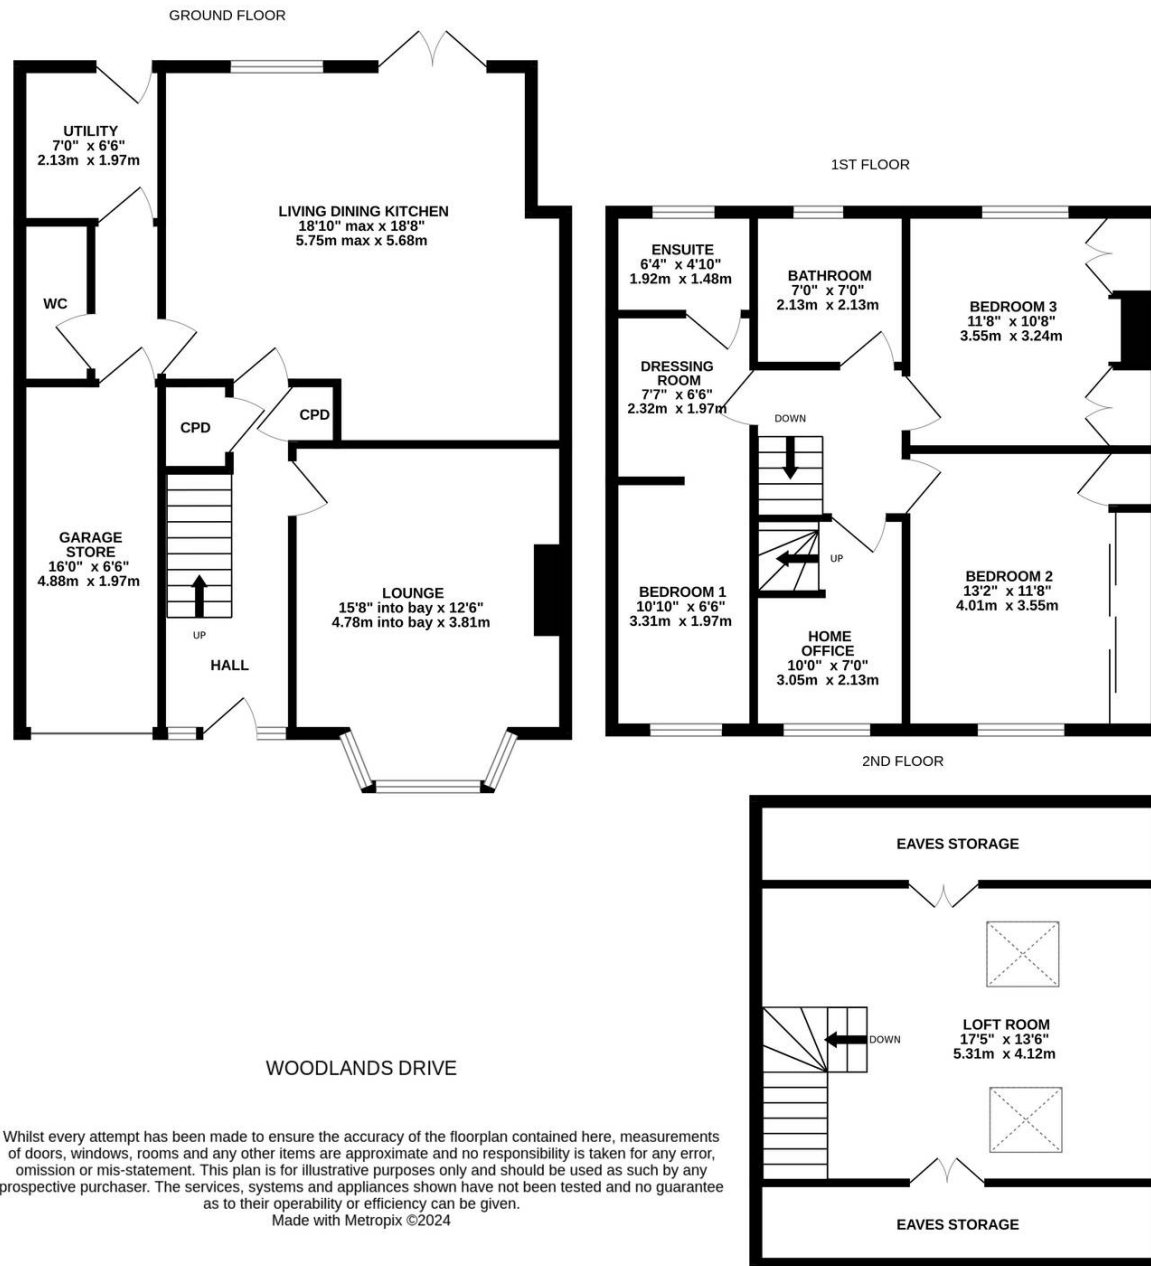 GROUND FLOOR
UTILITY
7'0" x 6'6"
2.13m x 1.97m
LIVING DINING KITCHEN
18'10" max x 18'8"
5.75m max x 5.68m
WC
CPD
CPD
GARAGE
STORE
16'0" x 6'6"
4.88m x 1.97m
UP
HALL
LOUNGE
15'8" into bay x 12'6"
4.78m into bay x 3.81m
1ST FLOOR
ENSUITE
6'4" x 4'10"
1.92m x 1.48m
BATHROOM
7'0" x 7'0"
2.13m x 2.13m
BEDROOM 3
11'8" x 10'8"
3.55m x 3.24m
DRESSING
ROOM
7'7" x 6'6"
2.32m x 1.97m
DOWN
UP
BEDROOM 1
10'10" x 6'6"
3.31m x 1.97m
HOME
OFFICE
10'0" x 7'0"
3.05m x 2.13m
BEDROOM 2
13'2" x 11'8"
4.01m x 3.55m
2ND FLOOR
EAVES STORAGE
LOFT ROOM
17'5" x 13'6"
5.31m x 4.12m
DOWN
EAVES STORAGE
WOODLANDS DRIVE
Whilst every attempt has been made to ensure the accuracy of the floorplan contained here, measurements
of doors, windows, rooms and any other items are approximate and no responsibility is taken for any error,
omission or mis-statement. This plan is for illustrative purposes only and should be used as such by any
prospective purchaser. The services, systems and appliances shown have not been tested and no guarantee
as to their operability or efficiency can be given.
Made with Metropix ©2024